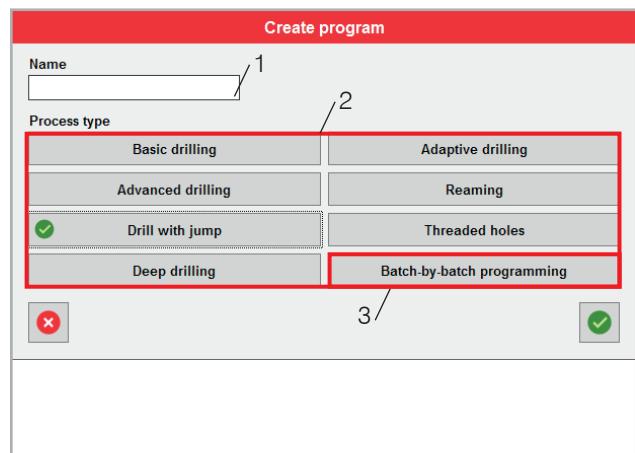 Create program
Name
1
2
Process type
Basic drilling
Adaptive drilling
Advanced drilling
Reaming
Drill with jump
Threaded holes
Deep drilling
Batch-by-batch programming
3